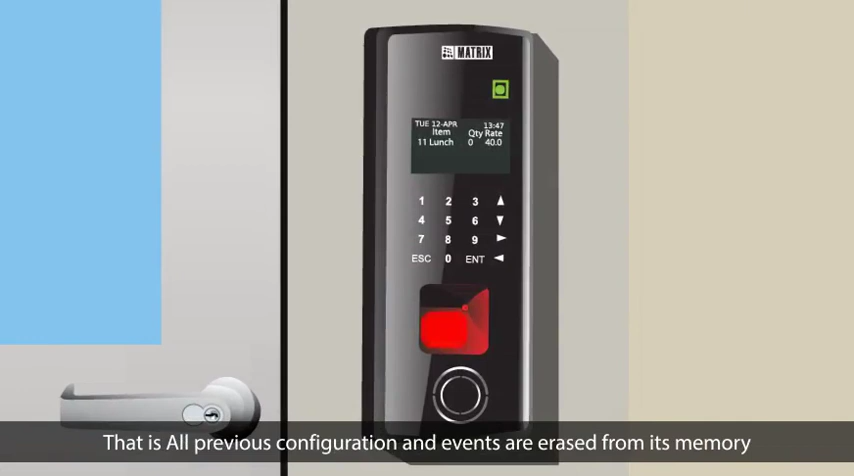 MATRIX
TUE 12-APR 13:47
Item Qty Rate
11 Lunch 0 40.0
1 2 3
4 5 6
7 8 9
ESC 0 ENT
That is All previous configuration and events are erased from its memory